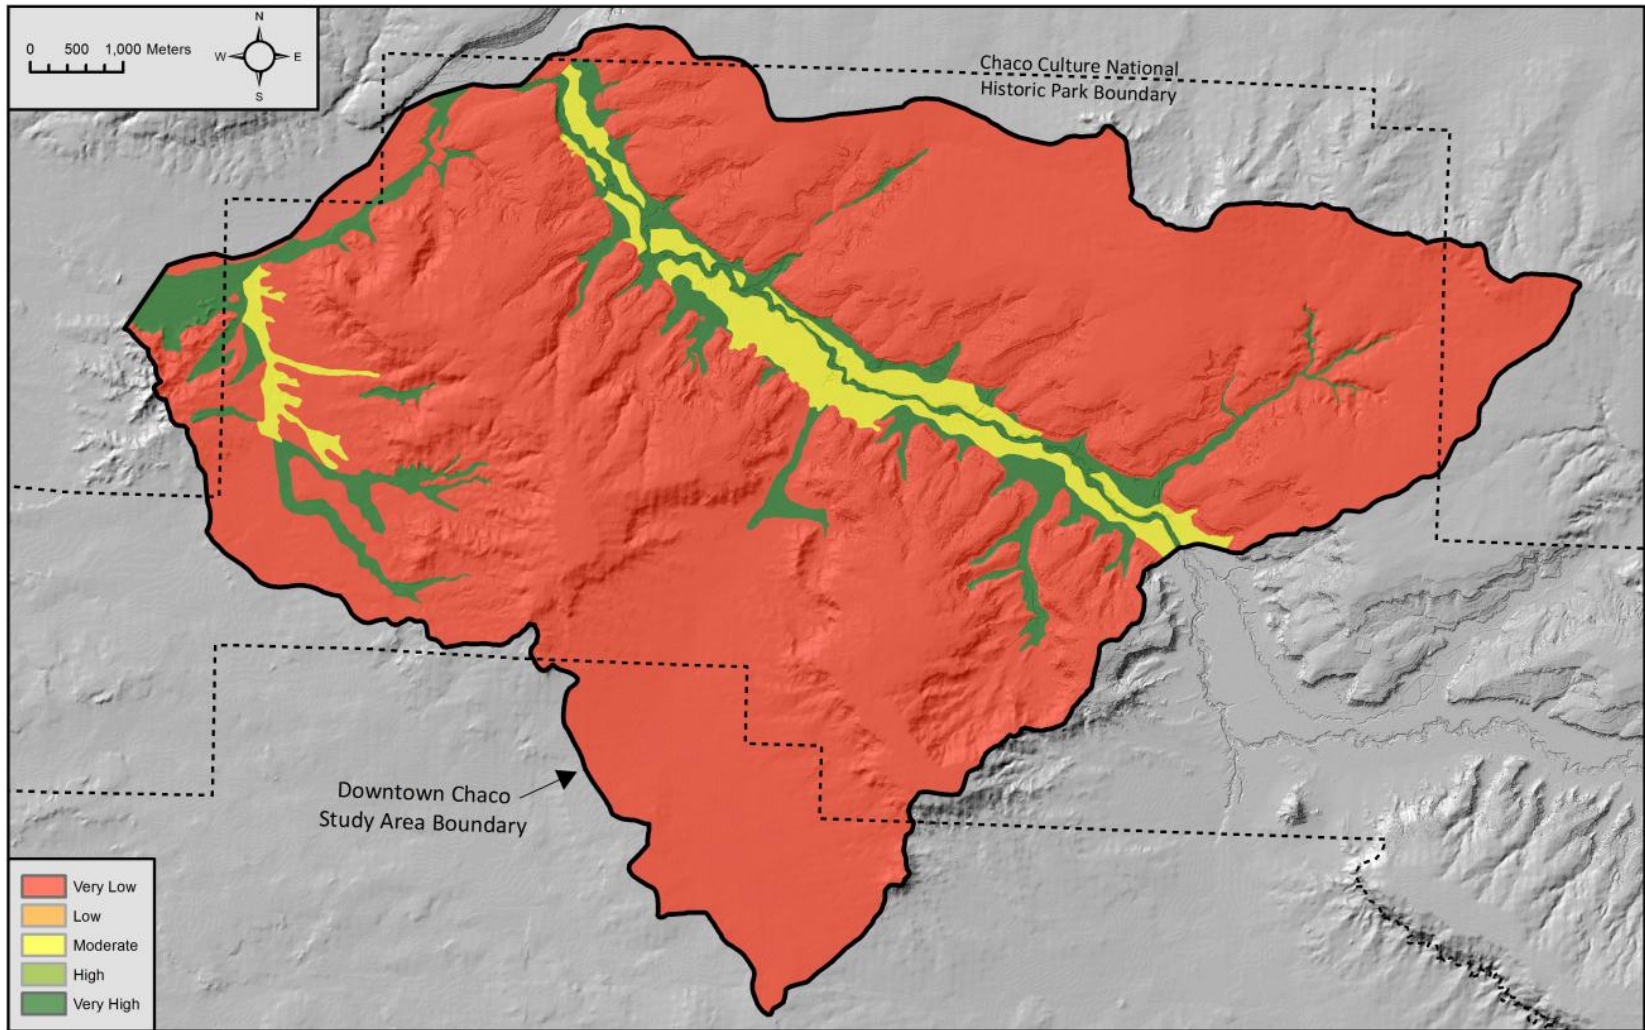 N
0 500 1,000 Meters
W E
S
Chaco Culture National
Historic Park Boundary
Downtown Chaco
Study Area Boundary
Very Low
Low
Moderate
High
Very High